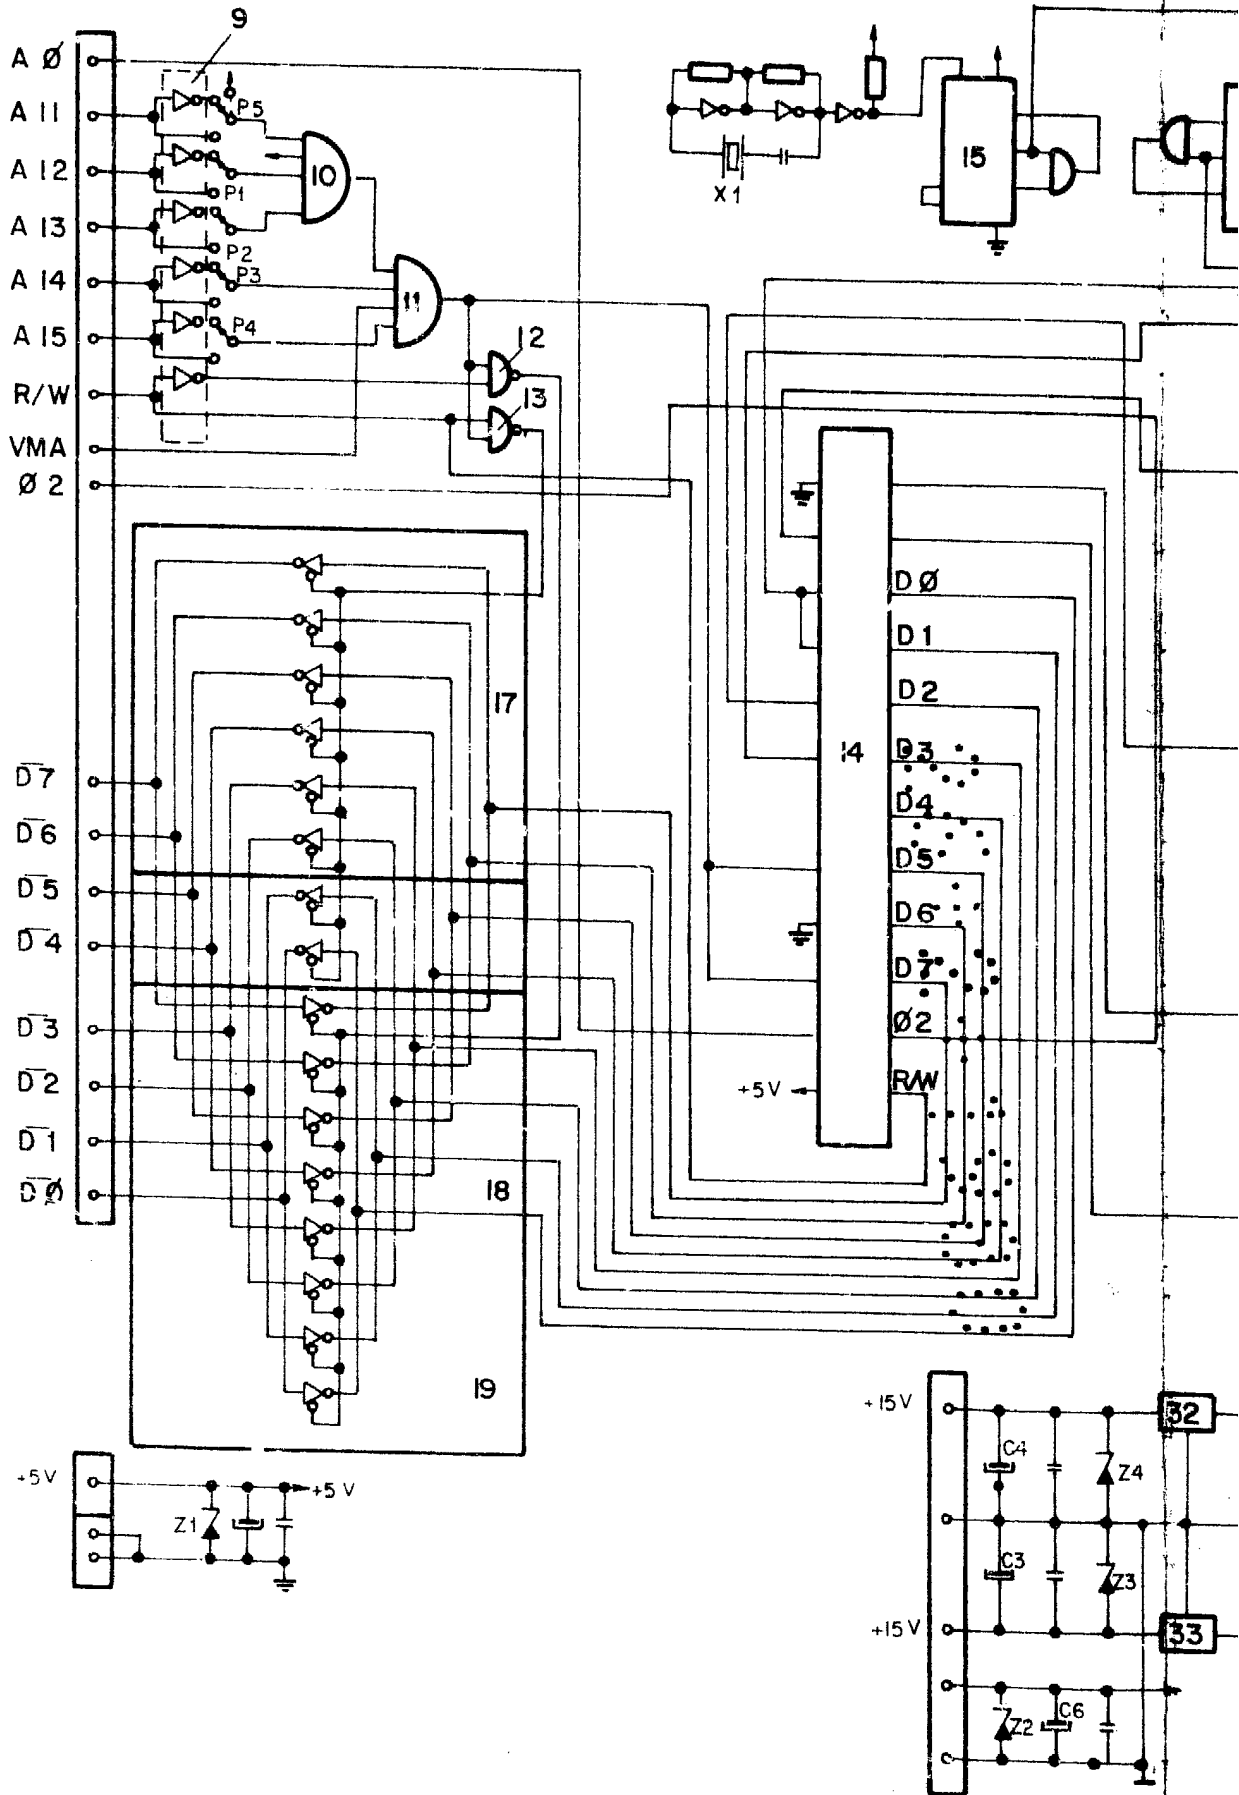 9
A Ø
A 11
P5
A 12
10
15
X1
P1
A 13
P2
A 14
P3
11
A 15
P4
12
R/W
13
VMA
Ø 2
DØ
D1
17
D2
14
D3
D̅7̅
D4
D̅6̅
D5
D̅5̅
D6
D̅4̅
D7
D̅3̅
Ø2
D̅2̅
+5V
R/W
D̅1̅
18
D̅Ø̅
19
+15V
32
C4
Z4
+5V
+5 V
Z1
C3
Z3
+15V
33
Z2
C6